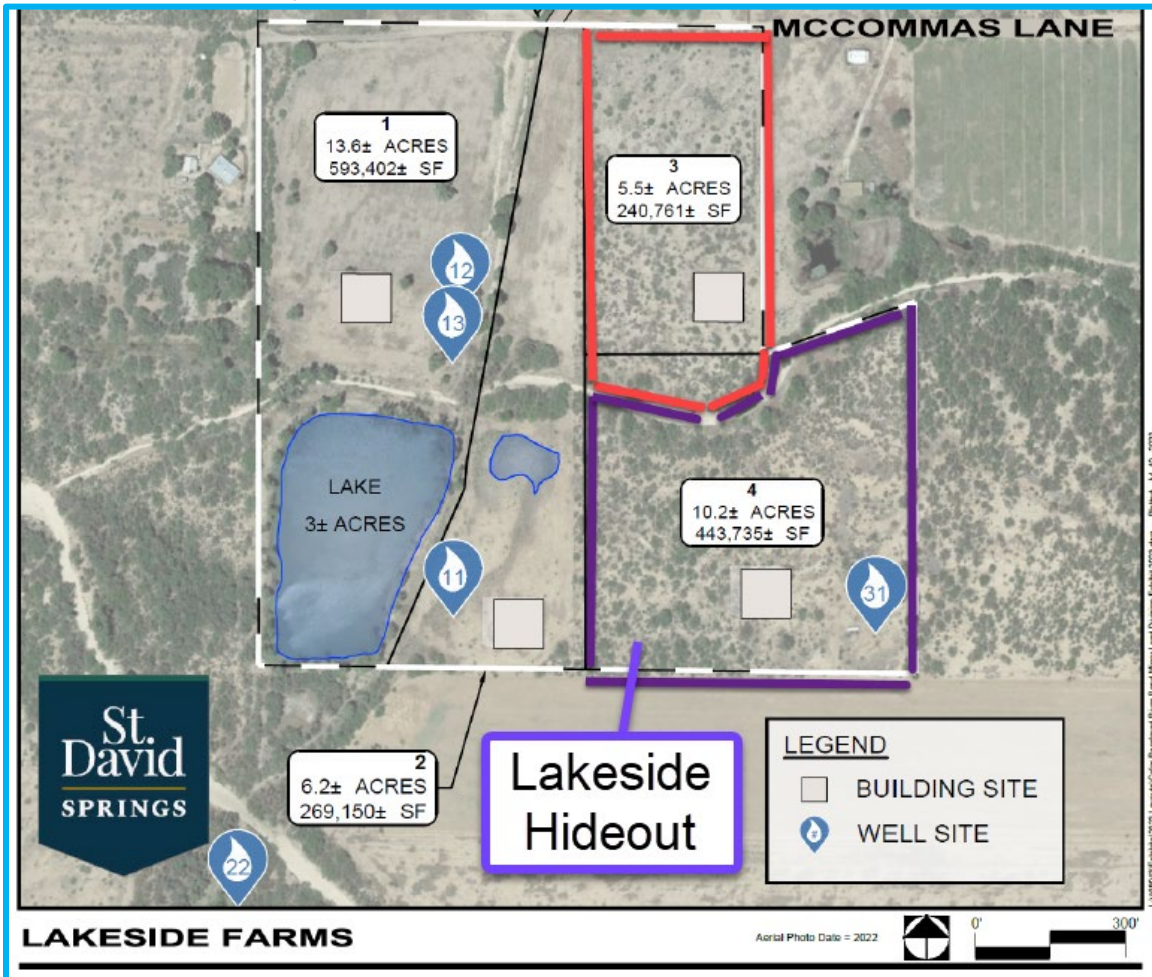 MCCOMMAS LANE
1
13.6± ACRES
593,402± SF
3
5.5± ACRES
240,761± SF
12
13
LAKE
3± ACRES
4
10.2± ACRES
443,735± SF
11
31
St.
David
SPRINGS
2
6.2± ACRES
269,150± SF
Lakeside
Hideout
LEGEND
BUILDING SITE
#
WELL SITE
22
LAKESIDE FARMS
Aerial Photo Date = 2022
0'
300'